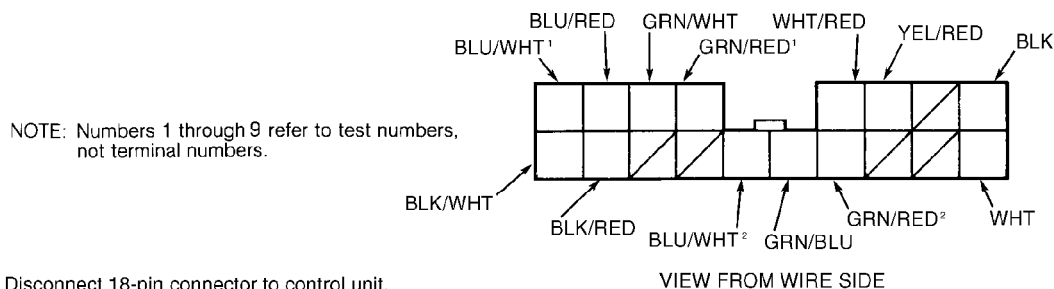 BLU/RED GRN/WHT WHT/RED
BLU/WHT¹ GRN/RED¹ YEL/RED BLK
NOTE: Numbers 1 through 9 refer to test numbers,
not terminal numbers.
BLK/WHT
BLK/RED BLU/WHT² GRN/BLU GRN/RED² WHT
Disconnect 18-pin connector to control unit.
VIEW FROM WIRE SIDE